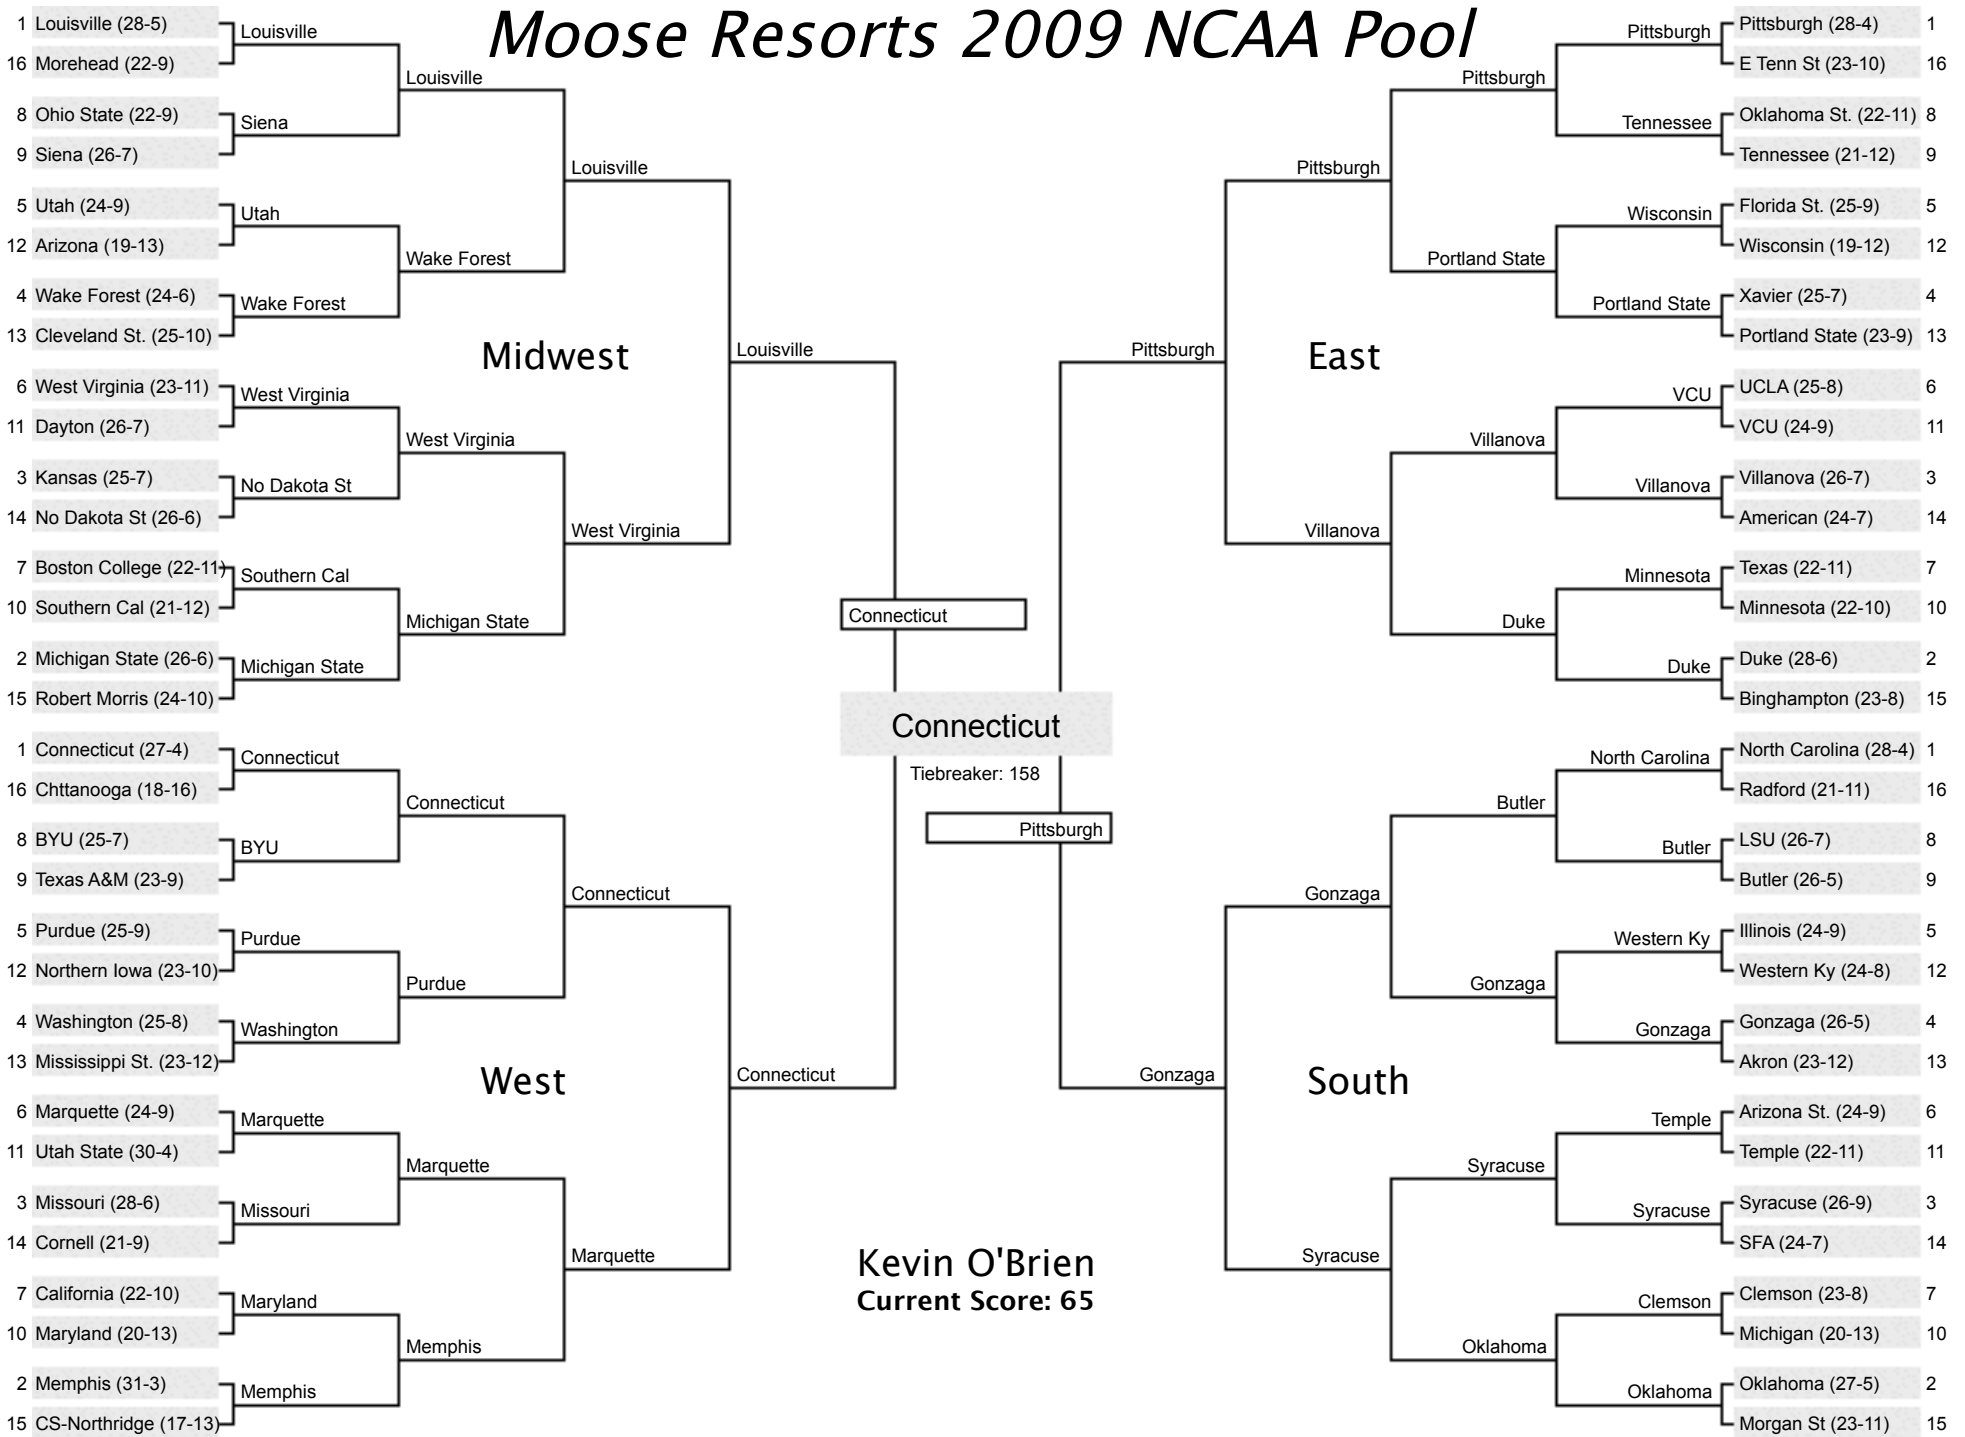 Moose Resorts 2009 NCAA Pool
1 Louisville (28-5)
16 Morehead (22-9)
8 Ohio State (22-9)
9 Siena (26-7)
5 Utah (24-9)
12 Arizona (19-13)
4 Wake Forest (24-6)
13 Cleveland St. (25-10)
6 West Virginia (23-11)
11 Dayton (26-7)
3 Kansas (25-7)
14 No Dakota St (26-6)
7 Boston College (22-11)
10 Southern Cal (21-12)
2 Michigan State (26-6)
15 Robert Morris (24-10)
Louisville
Siena
Utah
Wake Forest
West Virginia
No Dakota St
Southern Cal
Michigan State
Louisville
Wake Forest
West Virginia
Michigan State
Louisville
West Virginia
Louisville
Midwest
1 Connecticut (27-4)
16 Chttanooga (18-16)
8 BYU (25-7)
9 Texas A&M (23-9)
5 Purdue (25-9)
12 Northern Iowa (23-10)
4 Washington (25-8)
13 Mississippi St. (23-12)
6 Marquette (24-9)
11 Utah State (30-4)
3 Missouri (28-6)
14 Cornell (21-9)
7 California (22-10)
10 Maryland (20-13)
2 Memphis (31-3)
15 CS-Northridge (17-13)
Connecticut
BYU
Purdue
Washington
Marquette
Missouri
Maryland
Memphis
Connecticut
Purdue
Marquette
Memphis
Connecticut
Marquette
Connecticut
West
Connecticut
Connecticut
Tiebreaker: 158
Pittsburgh
Kevin O'Brien
Current Score: 65
Pittsburgh (28-4) 1
E Tenn St (23-10) 16
Oklahoma St. (22-11) 8
Tennessee (21-12) 9
Florida St. (25-9) 5
Wisconsin (19-12) 12
Xavier (25-7) 4
Portland State (23-9) 13
UCLA (25-8) 6
VCU (24-9) 11
Villanova (26-7) 3
American (24-7) 14
Texas (22-11) 7
Minnesota (22-10) 10
Duke (28-6) 2
Binghampton (23-8) 15
Pittsburgh
Tennessee
Wisconsin
Portland State
VCU
Villanova
Minnesota
Duke
Pittsburgh
Portland State
Villanova
Duke
Pittsburgh
Villanova
Pittsburgh
East
North Carolina (28-4) 1
Radford (21-11) 16
LSU (26-7) 8
Butler (26-5) 9
Illinois (24-9) 5
Western Ky (24-8) 12
Gonzaga (26-5) 4
Akron (23-12) 13
Arizona St. (24-9) 6
Temple (22-11) 11
Syracuse (26-9) 3
SFA (24-7) 14
Clemson (23-8) 7
Michigan (20-13) 10
Oklahoma (27-5) 2
Morgan St (23-11) 15
North Carolina
Butler
Western Ky
Gonzaga
Temple
Syracuse
Clemson
Oklahoma
Butler
Gonzaga
Syracuse
Oklahoma
Gonzaga
Syracuse
Gonzaga
South